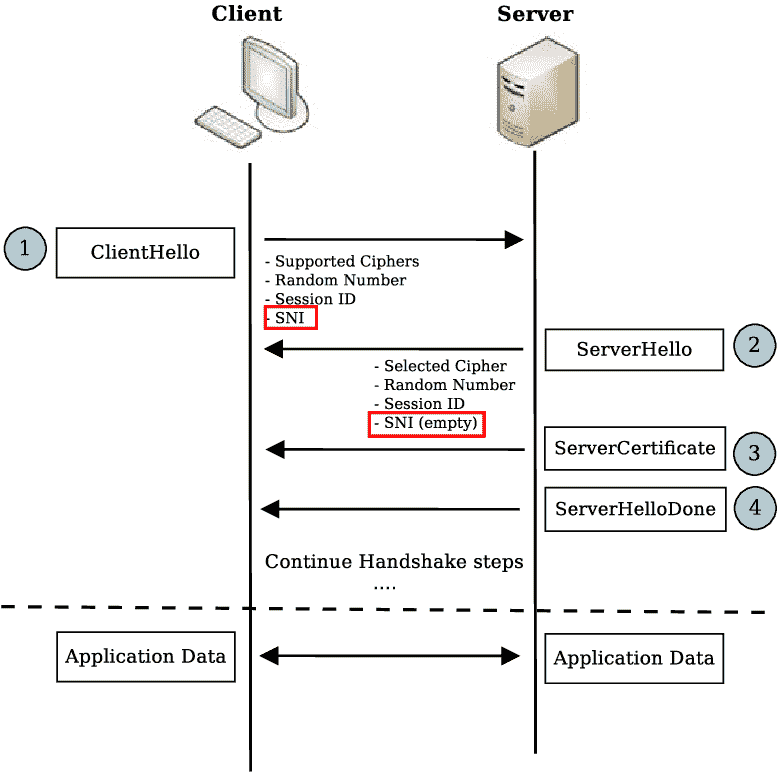 Client
Server
1
ClientHello
- Supported Ciphers
- Random Number
- Session ID
- SNI
ServerHello
2
- Selected Cipher
- Random Number
- Session ID
- SNI (empty)
ServerCertificate
3
ServerHelloDone
4
Continue Handshake steps
....
Application Data
Application Data